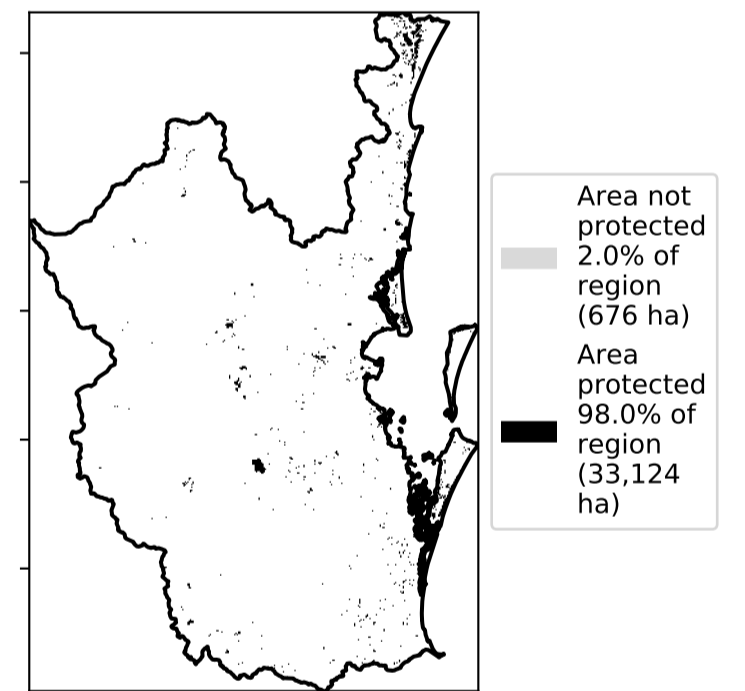 Area not
protected
2.0% of
region
(676 ha)
Area
protected
98.0% of
region
(33,124
ha)